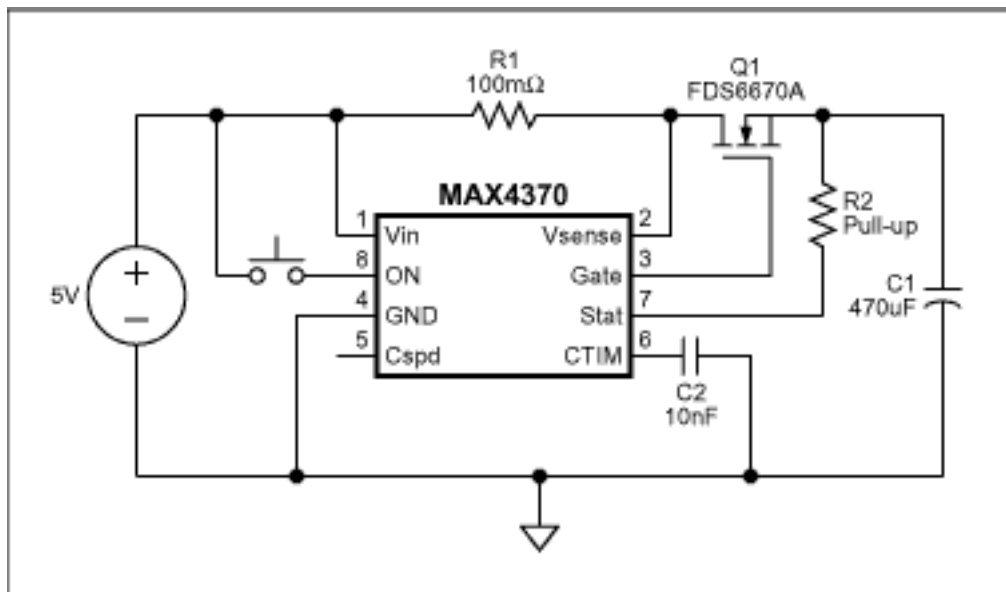 R1
100mΩ
Q1
FDS6670A
MAX4370
1
Vin
2
Vsense
R2
Pull-up
8
ON
3
Gate
5V
+
−
4
GND
7
Stat
C1
470uF
5
Cspd
6
CTIM
C2
10nF